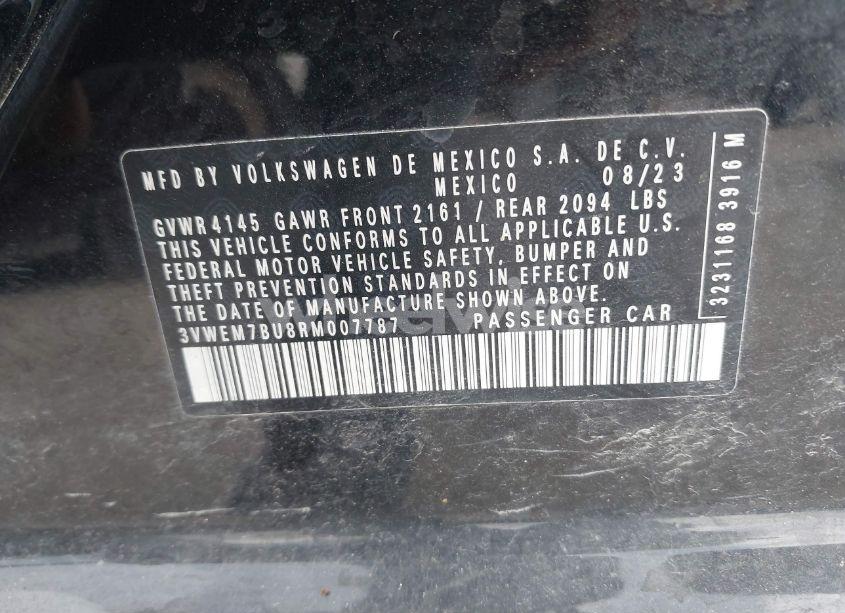 MFD BY VOLKSWAGEN DE MEXICO S.A. DE C.V.
MEXICO 08/23
GVWR 4145 GAWR FRONT 2161 / REAR 2094 LBS
THIS VEHICLE CONFORMS TO ALL APPLICABLE U.S.
FEDERAL MOTOR VEHICLE SAFETY, BUMPER AND
THEFT PREVENTION STANDARDS IN EFFECT ON
THE DATE OF MANUFACTURE SHOWN ABOVE.
3VWEM7BU8RM007787 PASSENGER CAR
3231168 3916 M